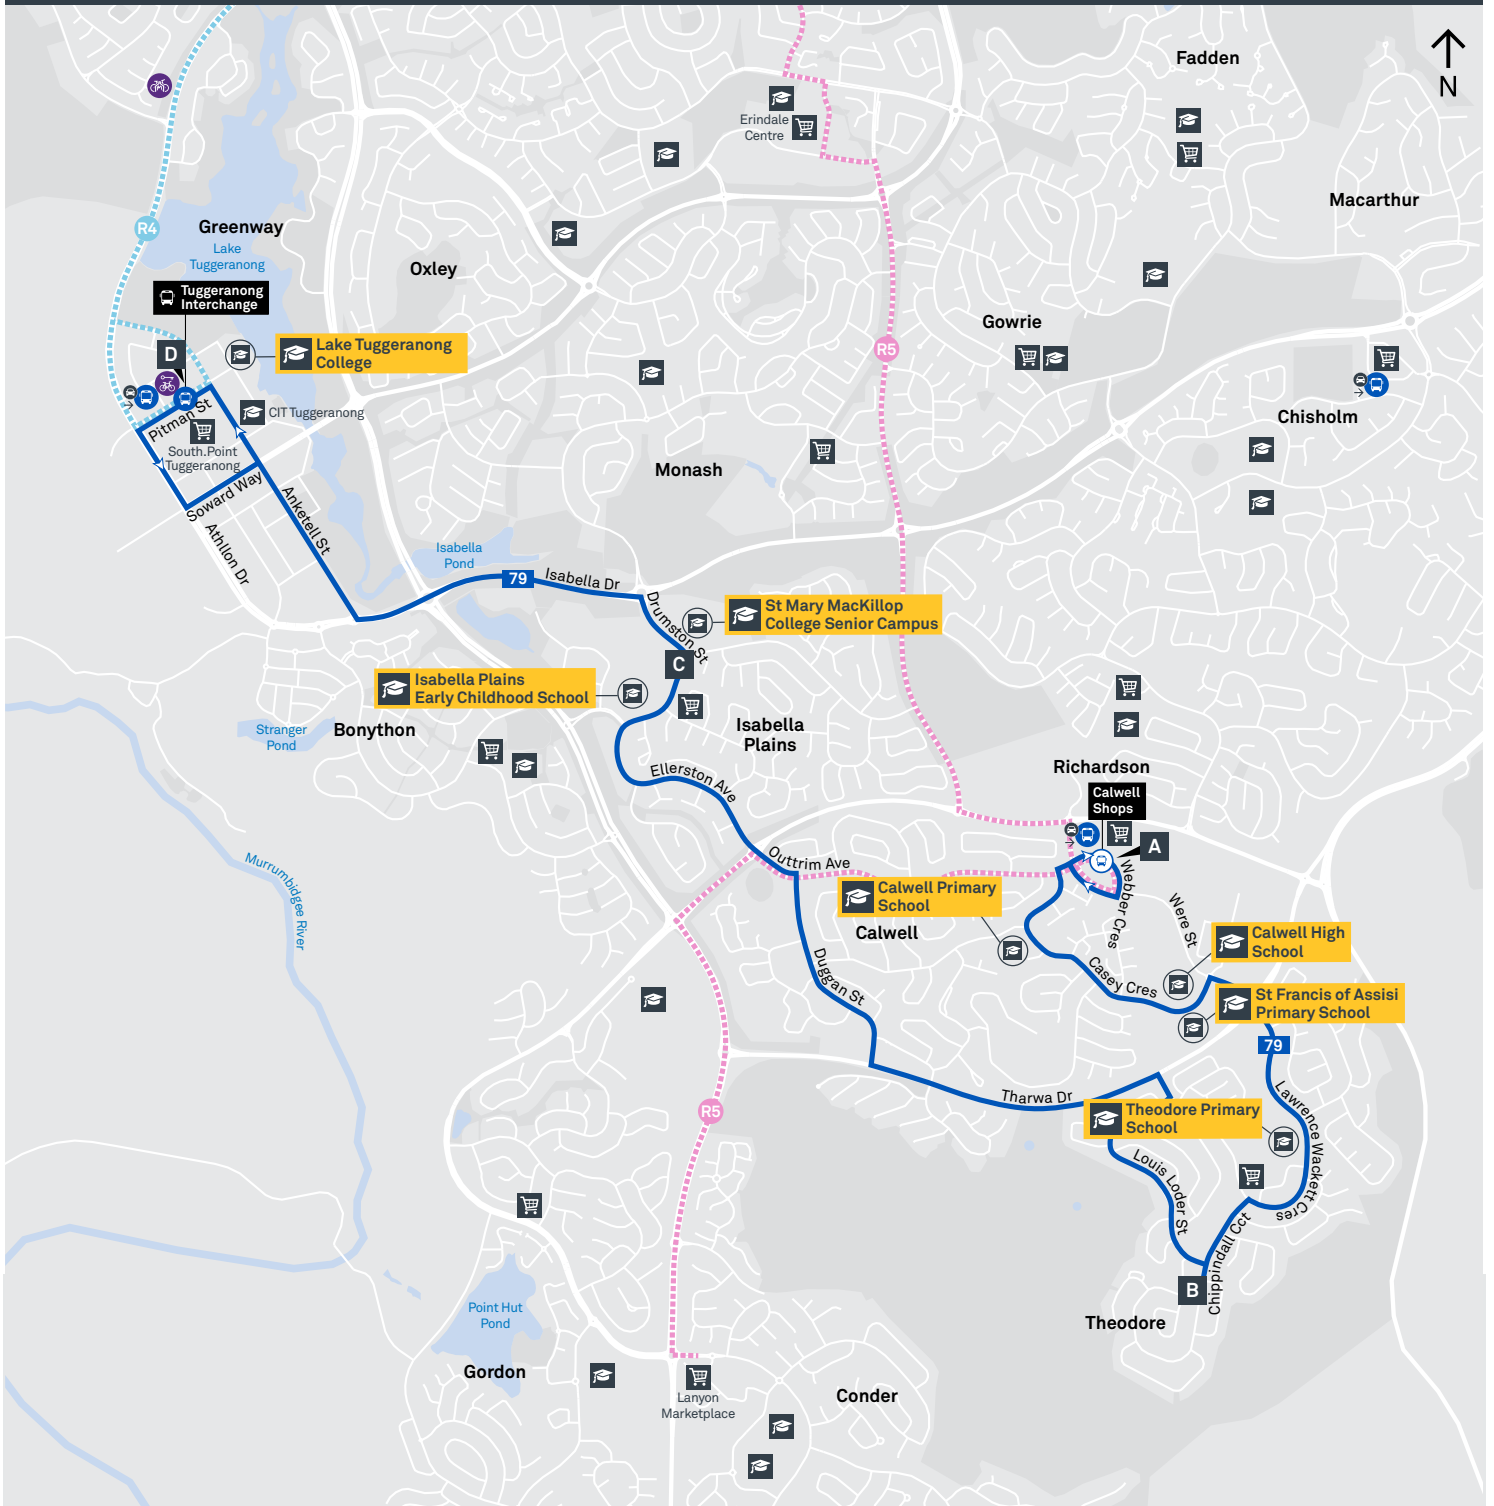 Fadden
N
Erindale
Centre
Macarthur
R4
Greenway
Lake
Tuggeranong
Oxley
Tuggeranong
Interchange
Gowrie
R5
D
Lake Tuggeranong
College
Chisholm
Pitman St
CIT Tuggeranong
South.Point
Tuggeranong
Monash
Soward Way
Anketell St
Athllon Dr
Isabella
Pond
79
Isabella Dr
Drumston St
St Mary MacKillop
College Senior Campus
C
Isabella Plains
Early Childhood School
Stranger
Pond
Bonython
Isabella
Plains
Ellerston Ave
Richardson
Calwell
Shops
A
Outtrim Ave
Webber Cres
Murrumbidgee River
Calwell Primary
School
Calwell
Were St
Calwell High
School
Duggan St
Casey Cres
St Francis of Assisi
Primary School
79
Tharwa Dr
Lawrence Wackett Cres
R5
Theodore Primary
School
Louis Loder St
Chippindall Cct
B
Theodore
Point Hut
Pond
Gordon
Lanyon
Marketplace
Conder